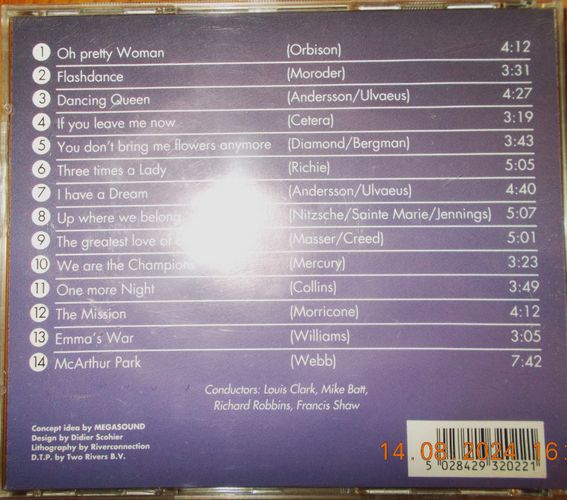 1 Oh pretty Woman (Orbison) 4:12
2 Flashdance (Moroder) 3:31
3 Dancing Queen (Andersson/Ulvaeus) 4:27
4 If you leave me now (Cetera) 3:19
5 You don't bring me flowers anymore (Diamond/Bergman) 3:43
6 Three times a Lady (Richie) 5:05
7 I have a Dream (Andersson/Ulvaeus) 4:40
8 Up where we belong (Nitzsche/Sainte Marie/Jennings) 5:07
9 The greatest love of (Masser/Creed) 5:01
10 We are the Champions (Mercury) 3:23
11 One more Night (Collins) 3:49
12 The Mission (Morricone) 4:12
13 Emma's War (Williams) 3:05
14 McArthur Park (Webb) 7:42
Conductors: Louis Clark, Mike Batt,
Richard Robbins, Francis Shaw
Concept idea by MEGASOUND
Design by Didier Scohier
Lithography by Riverconnection
D.T.P. by Two Rivers B.V.
14.08.2024 16:
5 028429 320221